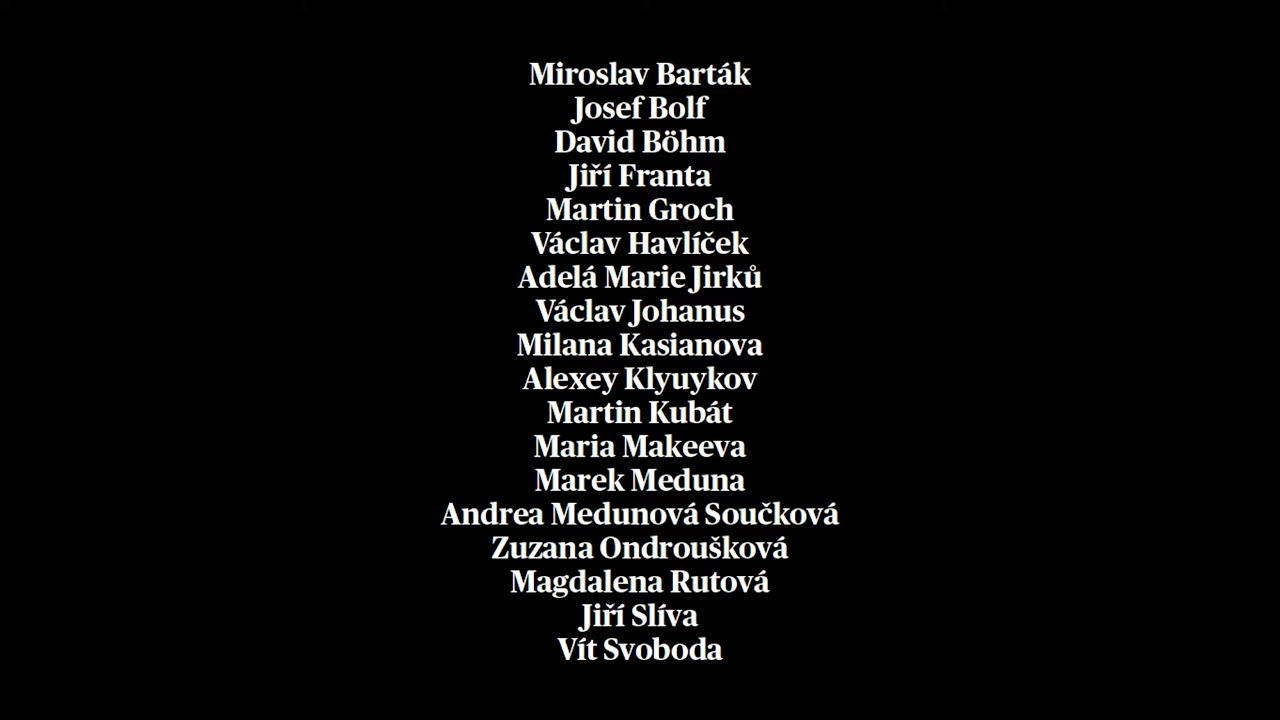 Miroslav Barták
Josef Bolf
David Böhm
Jiří Franta
Martin Groch
Václav Havlíček
Adelá Marie Jirků
Václav Johanus
Milana Kasianova
Alexey Klyuykov
Martin Kubát
Maria Makeeva
Marek Meduna
Andrea Medunová Součková
Zuzana Ondroušková
Magdalena Rutová
Jiří Slíva
Vít Svoboda